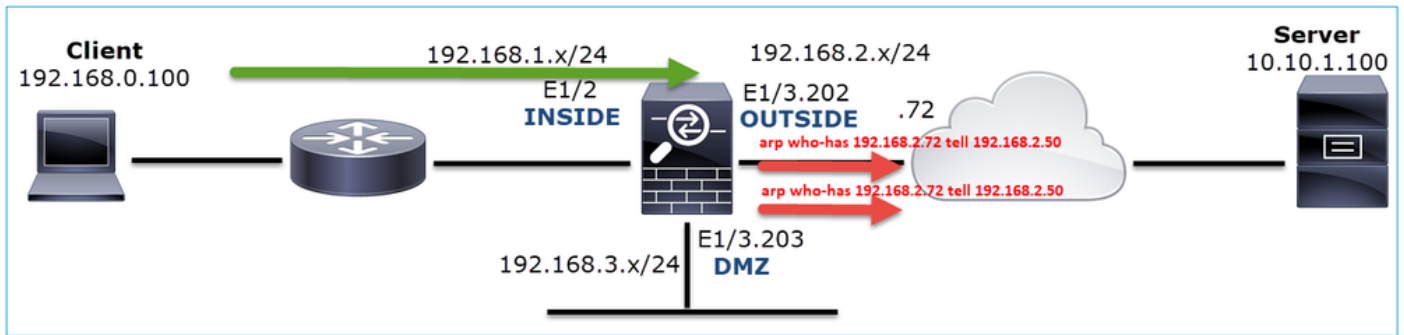 Client
192.168.0.100
192.168.1.x/24
E1/2
INSIDE
192.168.2.x/24
E1/3.202
OUTSIDE
.72
arp who-has 192.168.2.72 tell 192.168.2.50
arp who-has 192.168.2.72 tell 192.168.2.50
Server
10.10.1.100
E1/3.203
192.168.3.x/24
DMZ